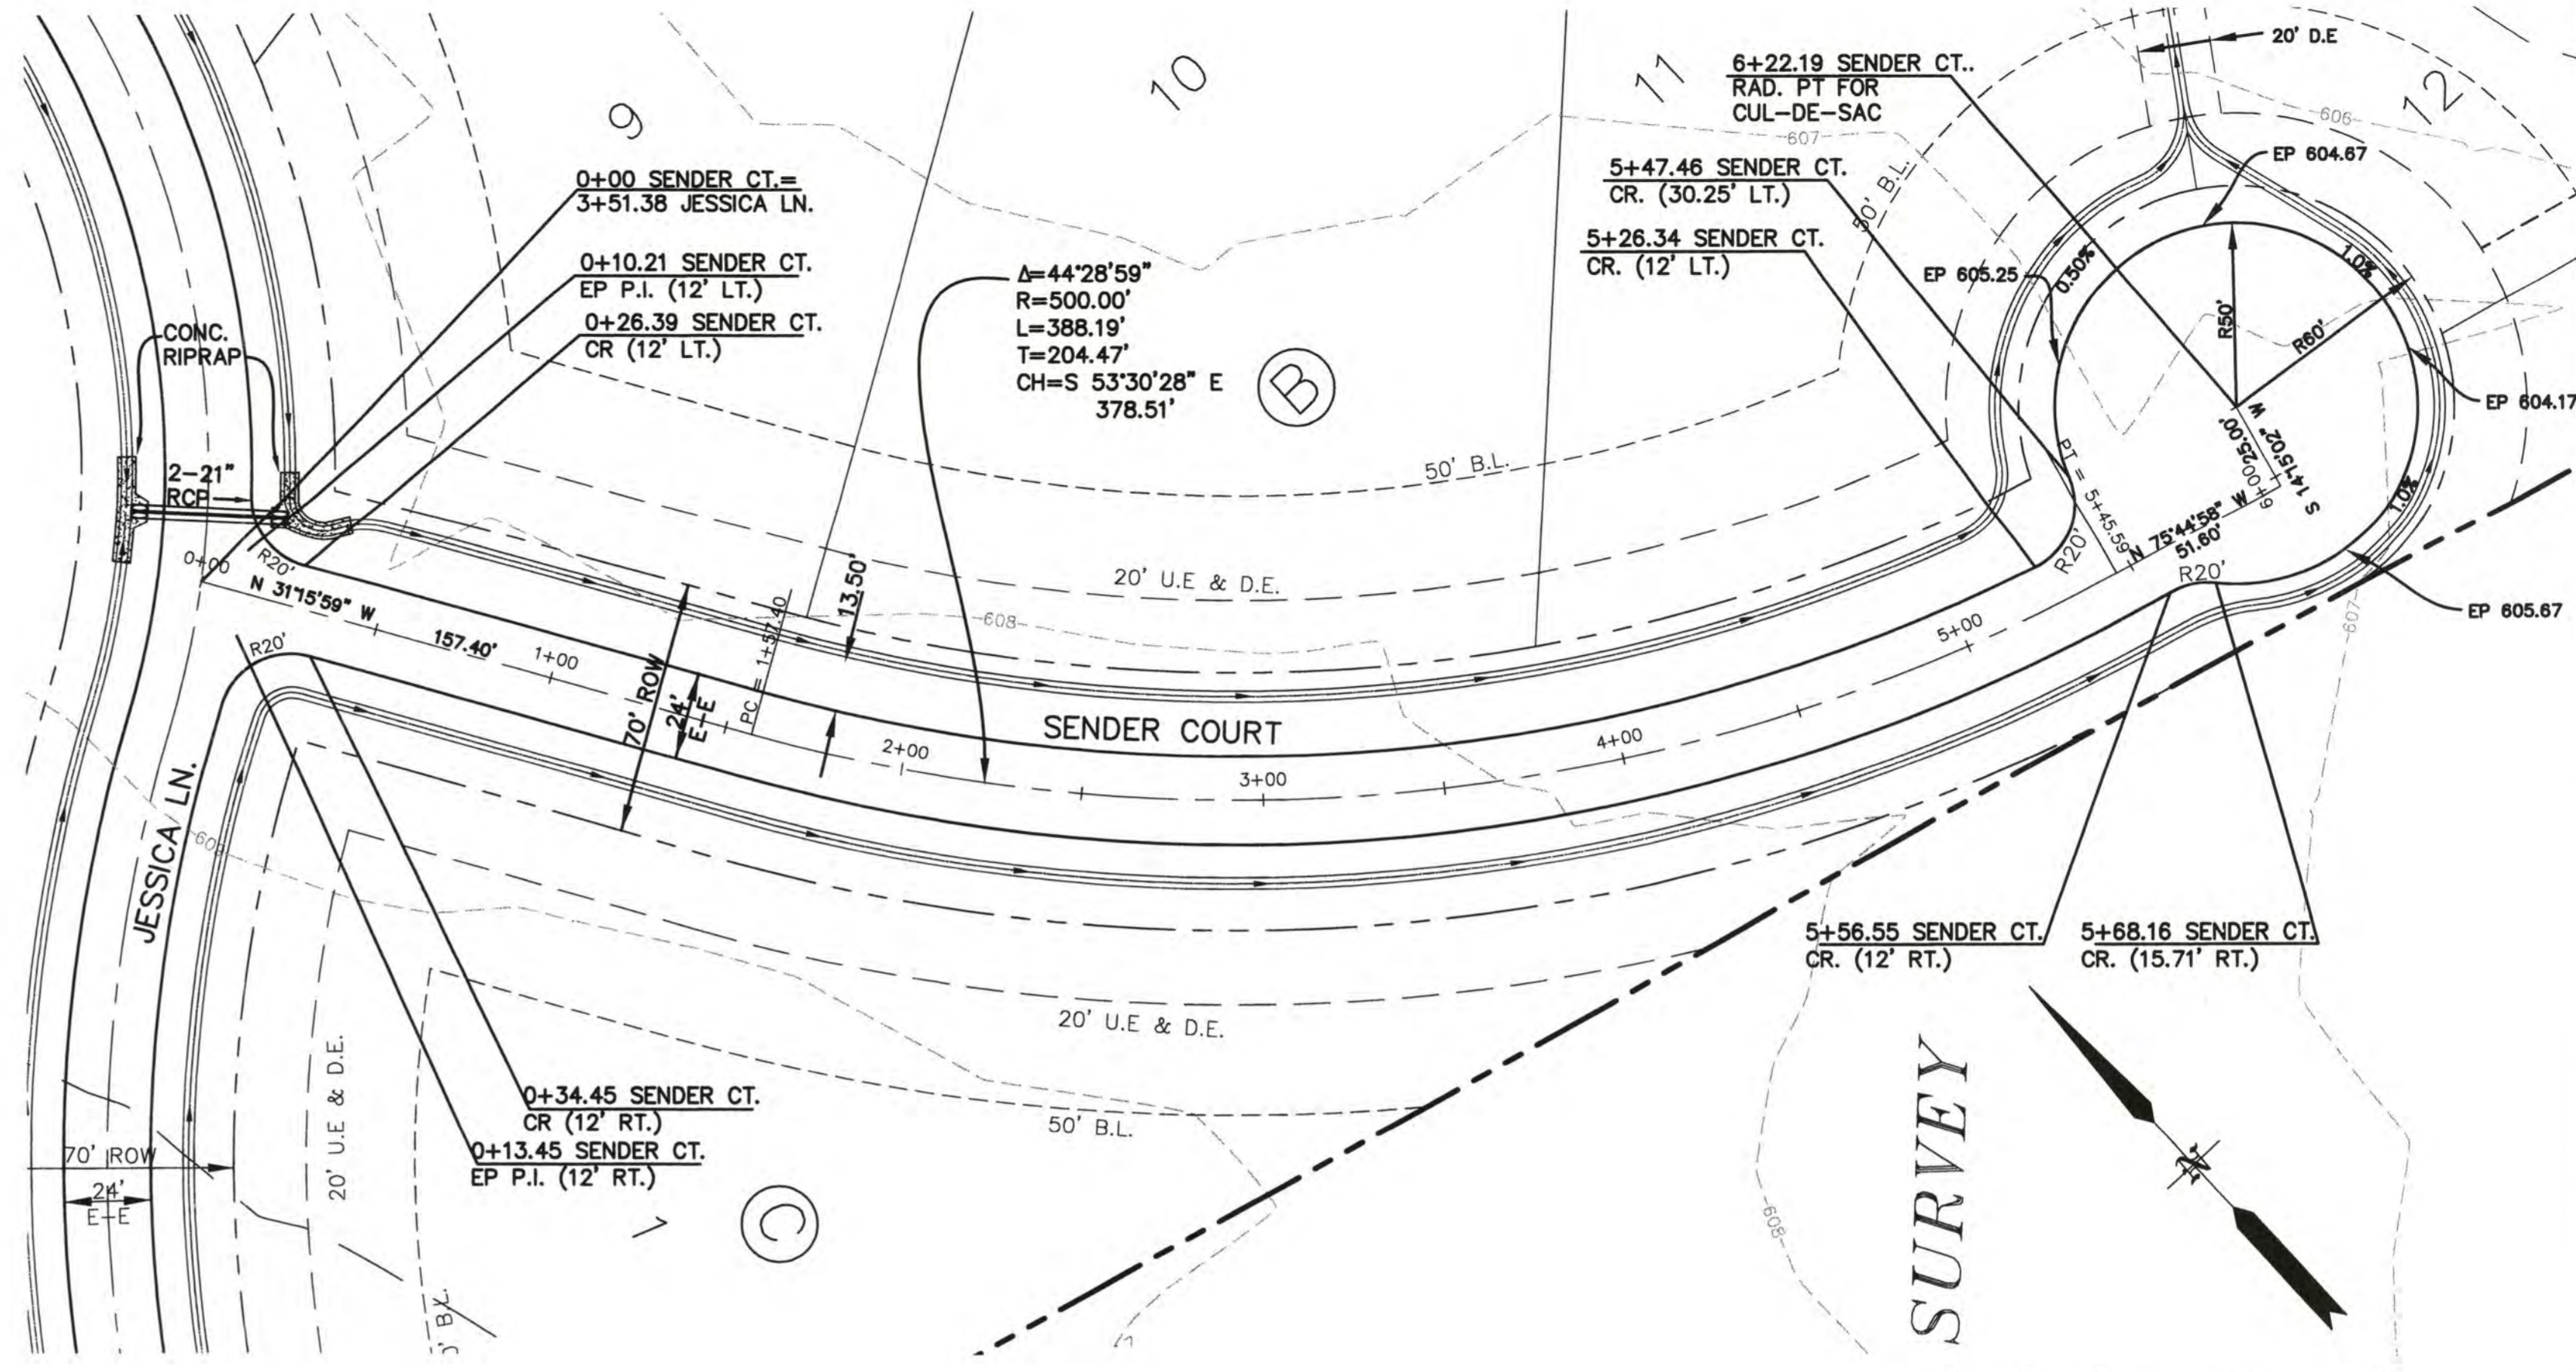 9
10
11
12
20' D.E
6+22.19 SENDER CT..
RAD. PT FOR
CUL-DE-SAC
607
606
EP 604.67
5+47.46 SENDER CT.
CR. (30.25' LT.)
50' B.L.
5+26.34 SENDER CT.
CR. (12' LT.)
EP 605.25
0.50%
1.0%
R50'
R60'
EP 604.17
0+00 SENDER CT.=
3+51.38 JESSICA LN.
0+10.21 SENDER CT.
EP P.I. (12' LT.)
0+26.39 SENDER CT.
CR (12' LT.)
CONC.
RIPRAP
2-21"
RCP
Δ=44°28'59"
R=500.00'
L=388.19'
T=204.47'
CH=S 53°30'28" E
378.51'
B
50' B.L.
25.00'
S 14°15'02" W
PT = 5+45.59
6+00
N 75°44'58" W
51.60'
1.0%
R20'
R20'
EP 605.67
607
0+00
R20'
N 31°15'59" W
157.40'
R20'
1+00
70' ROW
24'
E-E
PC = 1+57.40
13.50'
608
20' U.E & D.E.
SENDER COURT
2+00
3+00
4+00
5+00
JESSICA LN.
5+56.55 SENDER CT.
CR. (12' RT.)
5+68.16 SENDER CT.
CR. (15.71' RT.)
20' U.E & D.E.
50' B.L.
0+34.45 SENDER CT.
CR (12' RT.)
0+13.45 SENDER CT.
EP P.I. (12' RT.)
20' U.E & D.E.
70' ROW
24'
E-E
1
C
B.L.
608
SURVEY
N